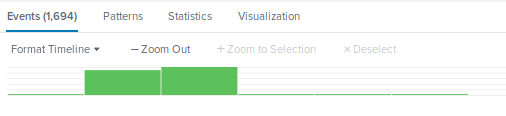 Events (1,694) Patterns Statistics Visualization
Format Timeline ▾ — Zoom Out + Zoom to Selection × Deselect